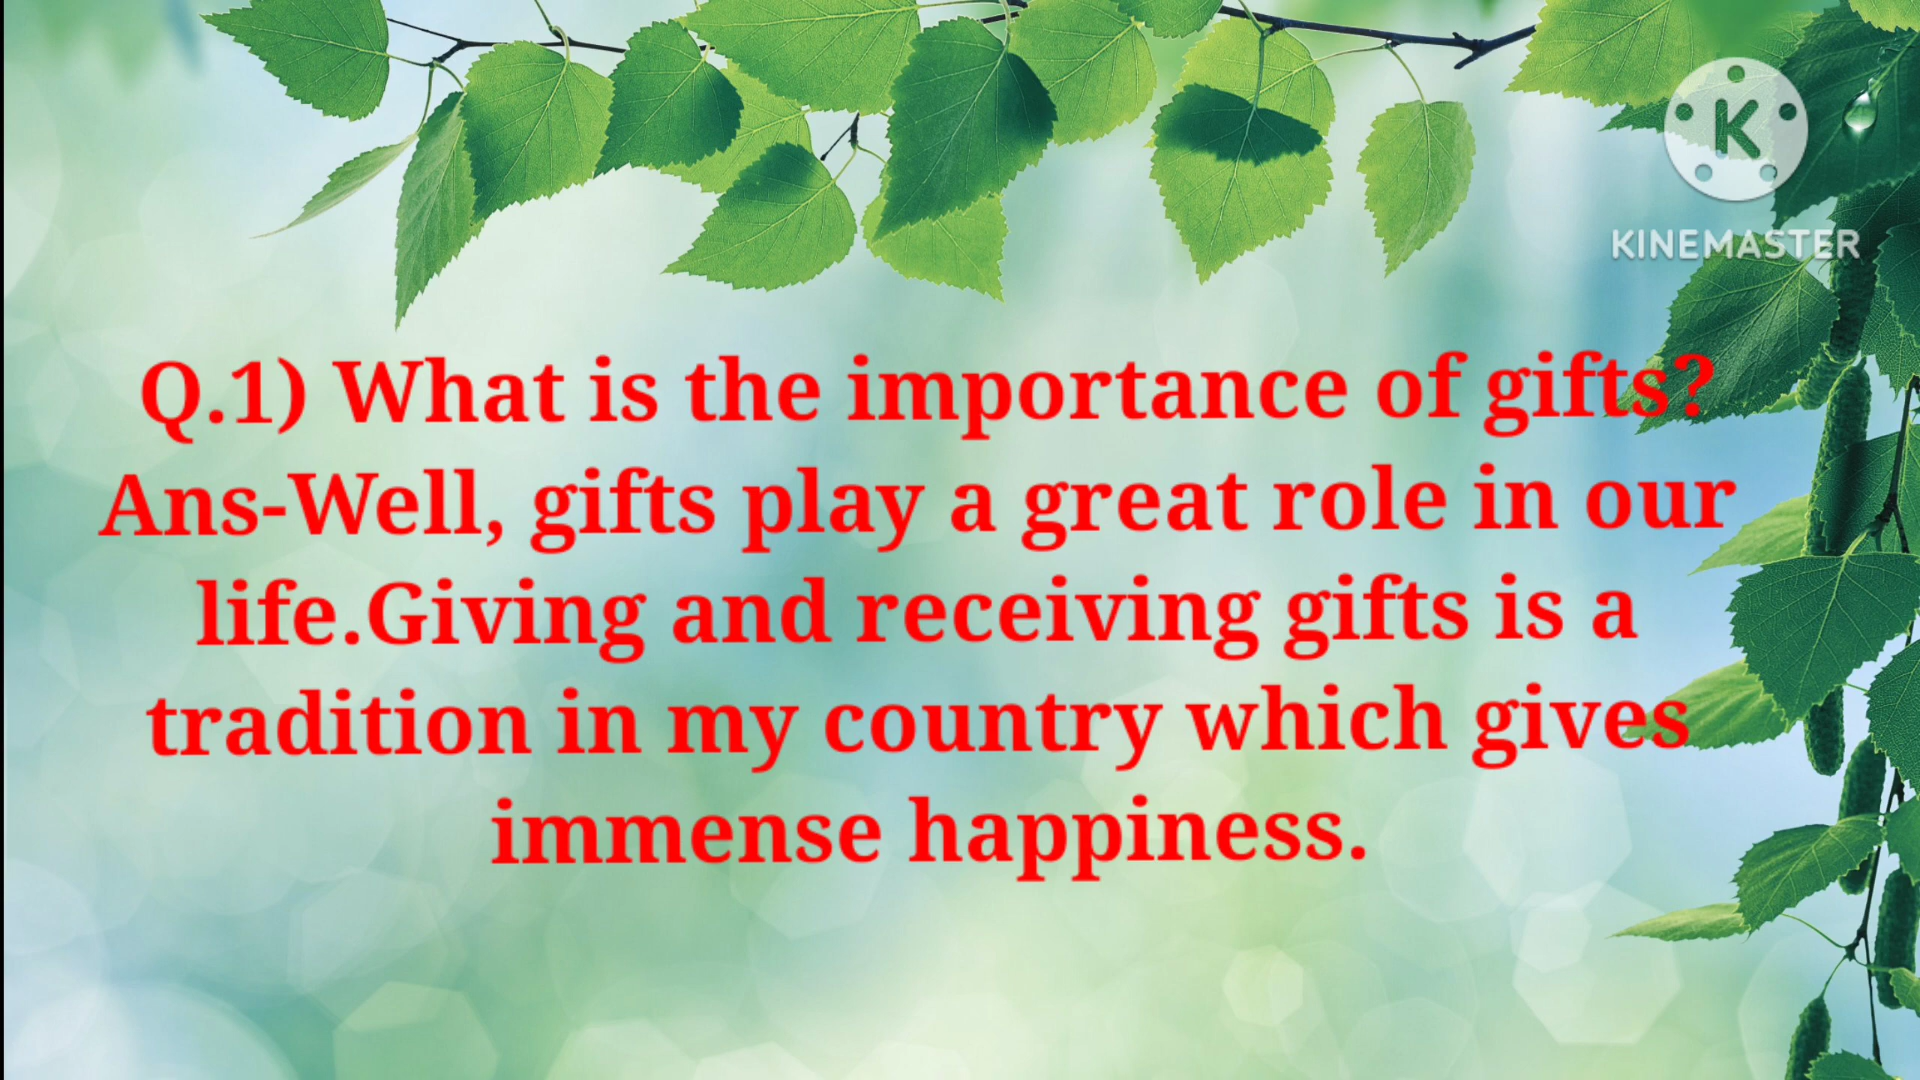 K
KINEMASTER
Q.1) What is the importance of gifts?
Ans-Well, gifts play a great role in our
life.Giving and receiving gifts is a
tradition in my country which gives
immense happiness.